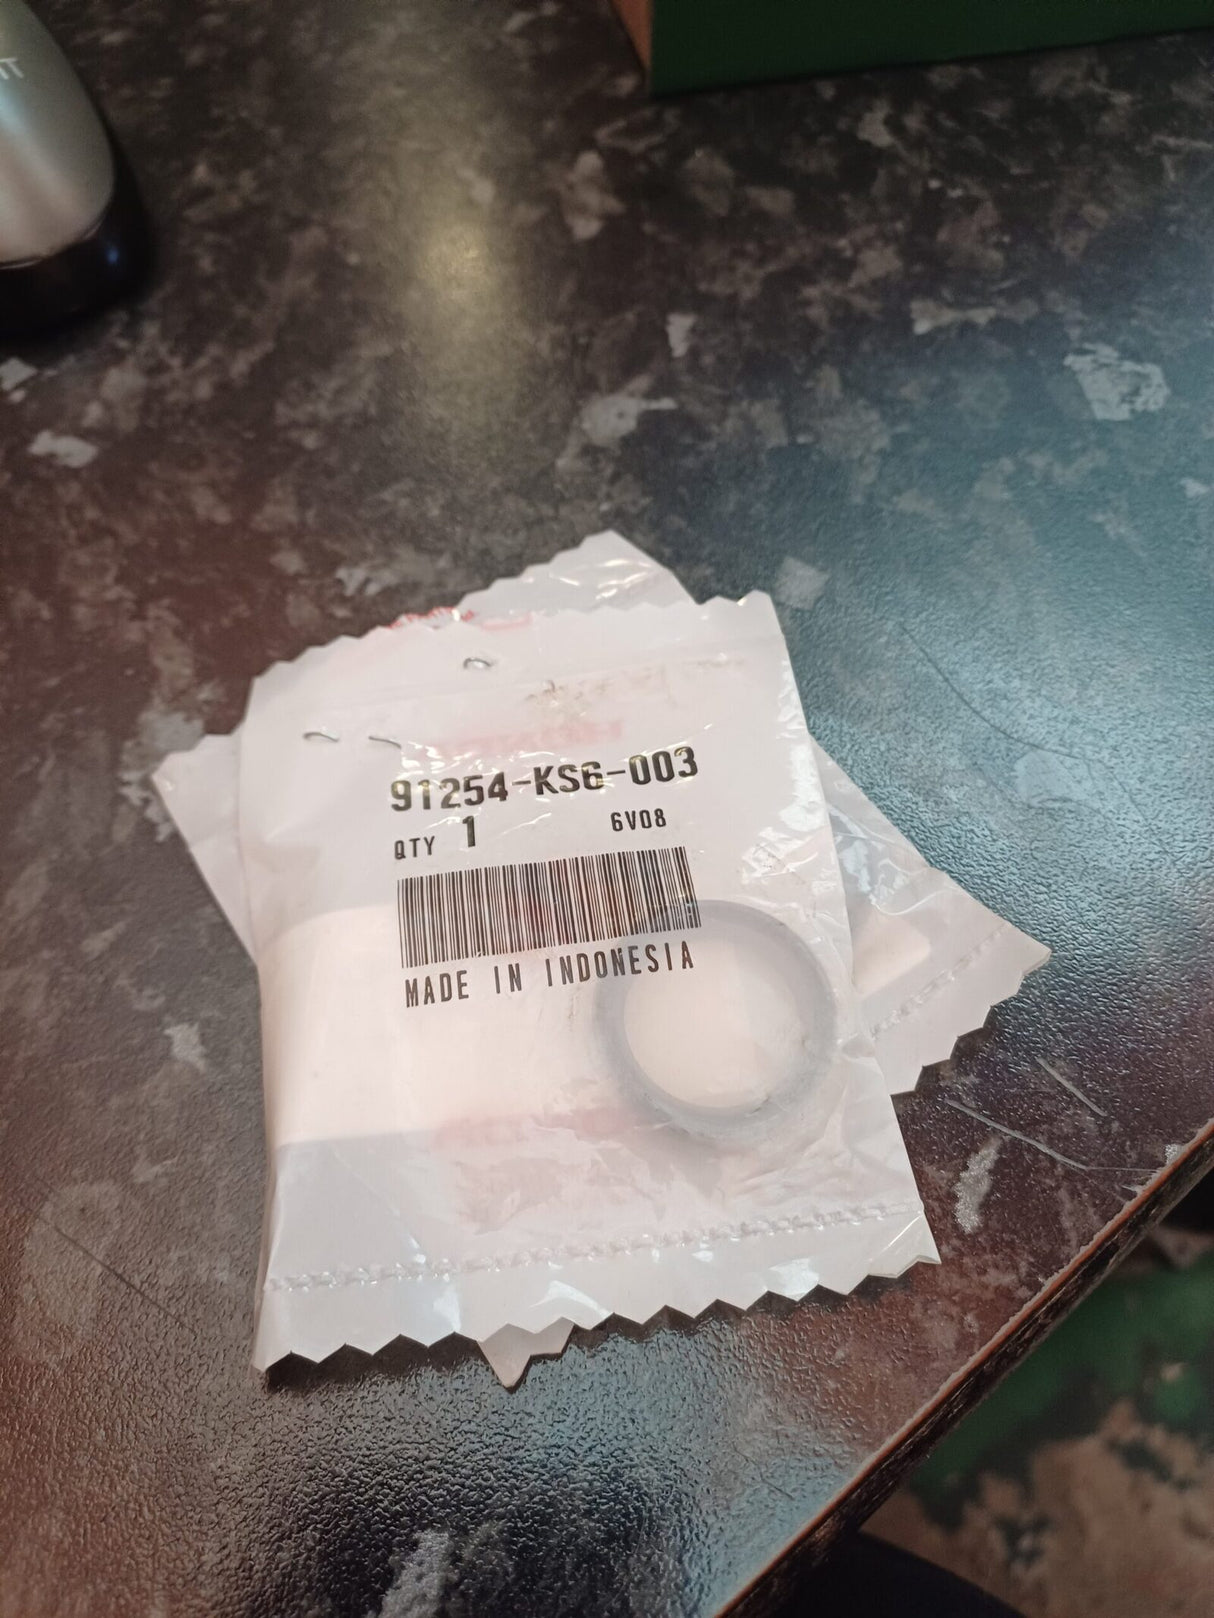 91254-KS6-003
QTY 1 6V08
MADE IN INDONESIA